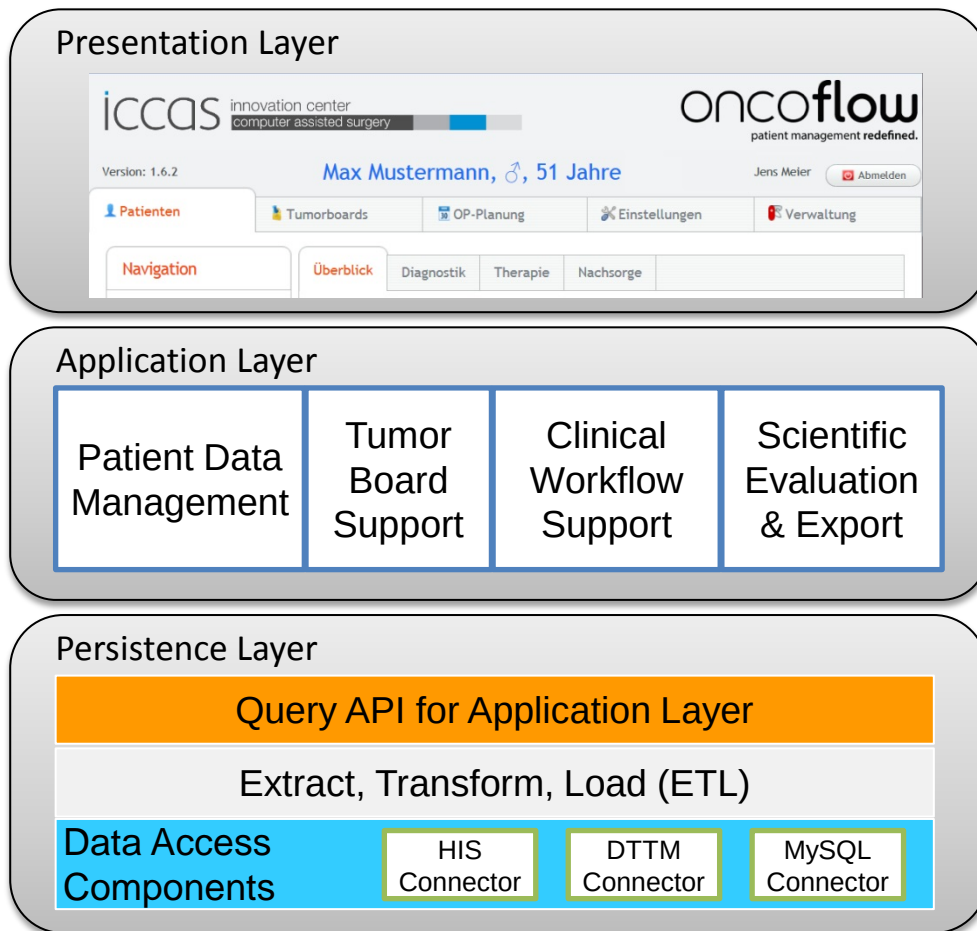 Presentation Layer
iccas innovation center
computer assisted surgery
oncoflow
patient management redefined.
Version: 1.6.2
Max Mustermann, ♂, 51 Jahre
Jens Meier
Abmelden
Patienten
Tumorboards
30 OP-Planung
Einstellungen
Verwaltung
Navigation
Überblick
Diagnostik
Therapie
Nachsorge
Application Layer
Patient Data
Management
Tumor
Board
Support
Clinical
Workflow
Support
Scientific
Evaluation
& Export
Persistence Layer
Query API for Application Layer
Extract, Transform, Load (ETL)
Data Access
Components
HIS
Connector
DTTM
Connector
MySQL
Connector